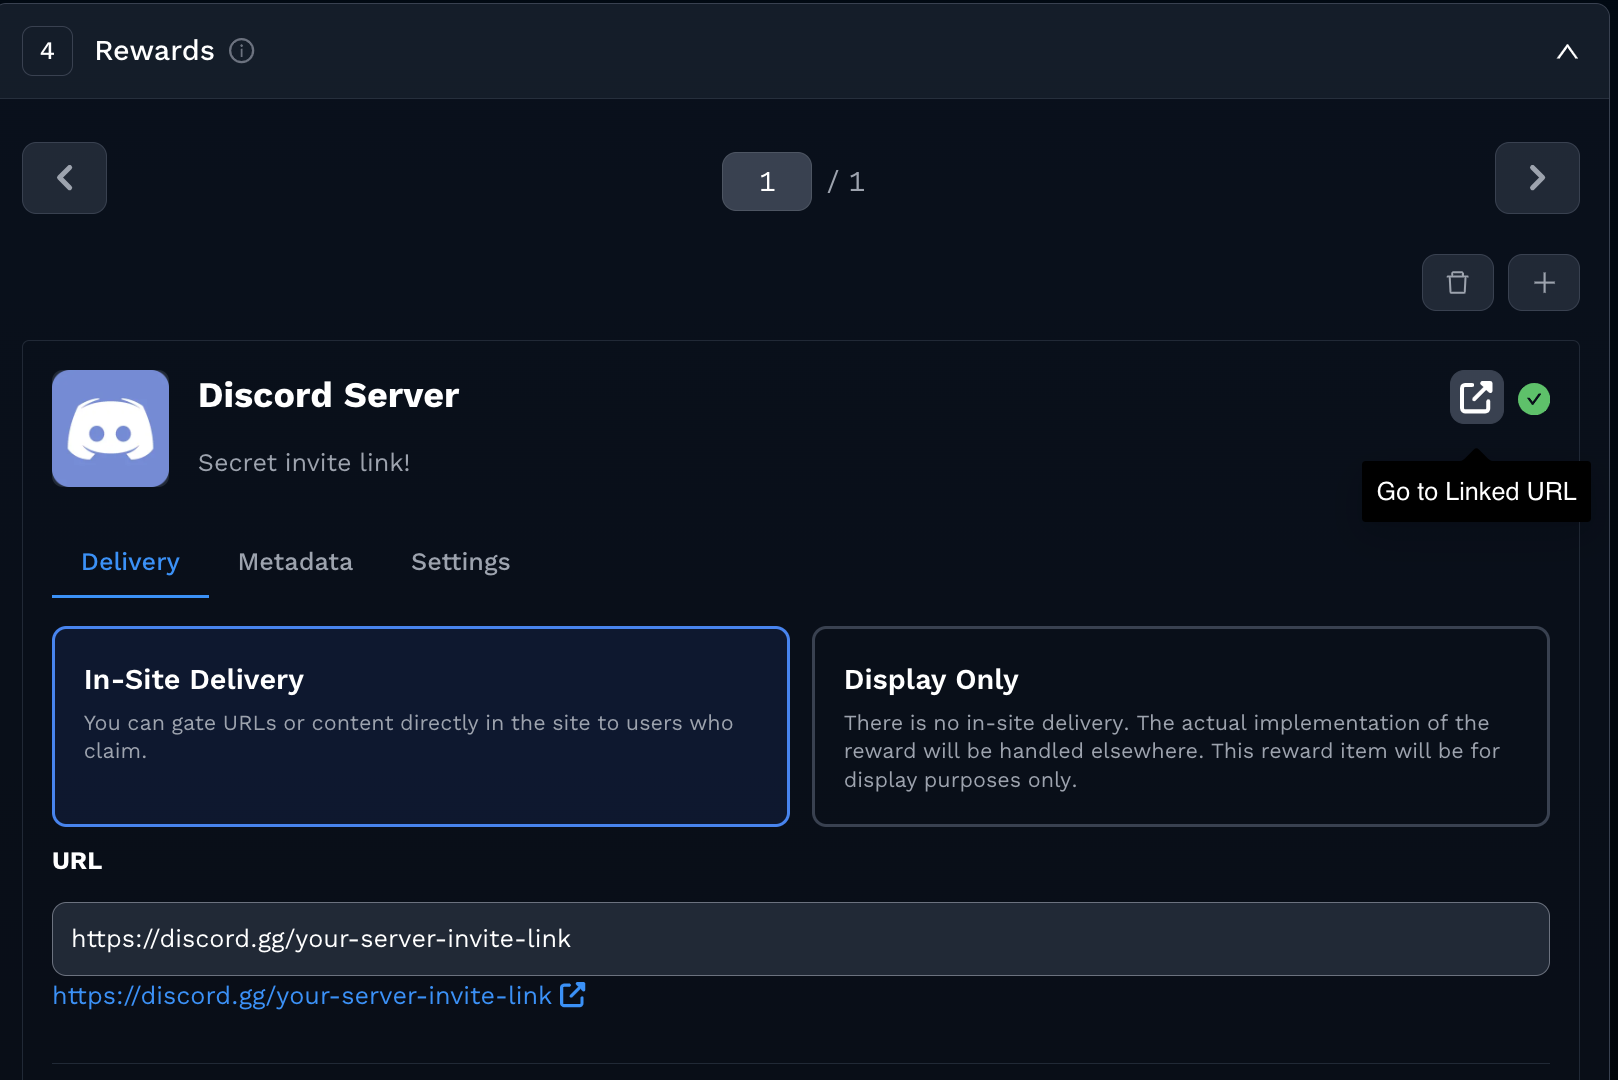 4 Rewards
1 / 1
Discord Server
Secret invite link!
Go to Linked URL
Delivery Metadata Settings
In-Site Delivery
You can gate URLs or content directly in the site to users who
claim.
Display Only
There is no in-site delivery. The actual implementation of the
reward will be handled elsewhere. This reward item will be for
display purposes only.
URL
https://discord.gg/your-server-invite-link
https://discord.gg/your-server-invite-link